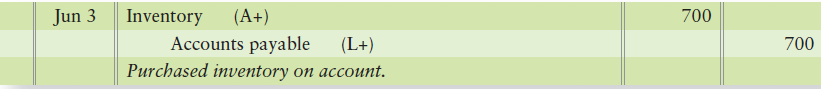 Jun 3 Inventory (A+) 700
Accounts payable (L+) 700
Purchased inventory on account.